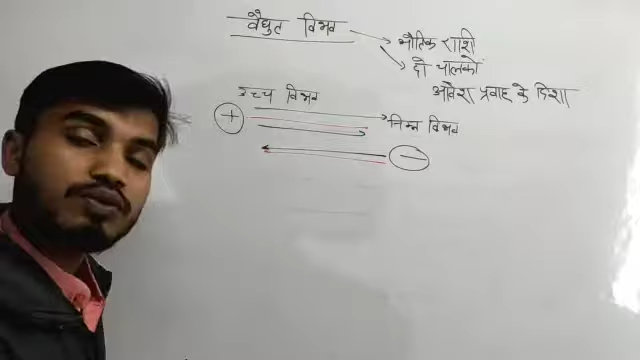 वैधुत विभव
भौतिक राशि
दो चालकों
आवेश प्रवाह के दिशा
उच्च विभव
+
निम्न विभव
−